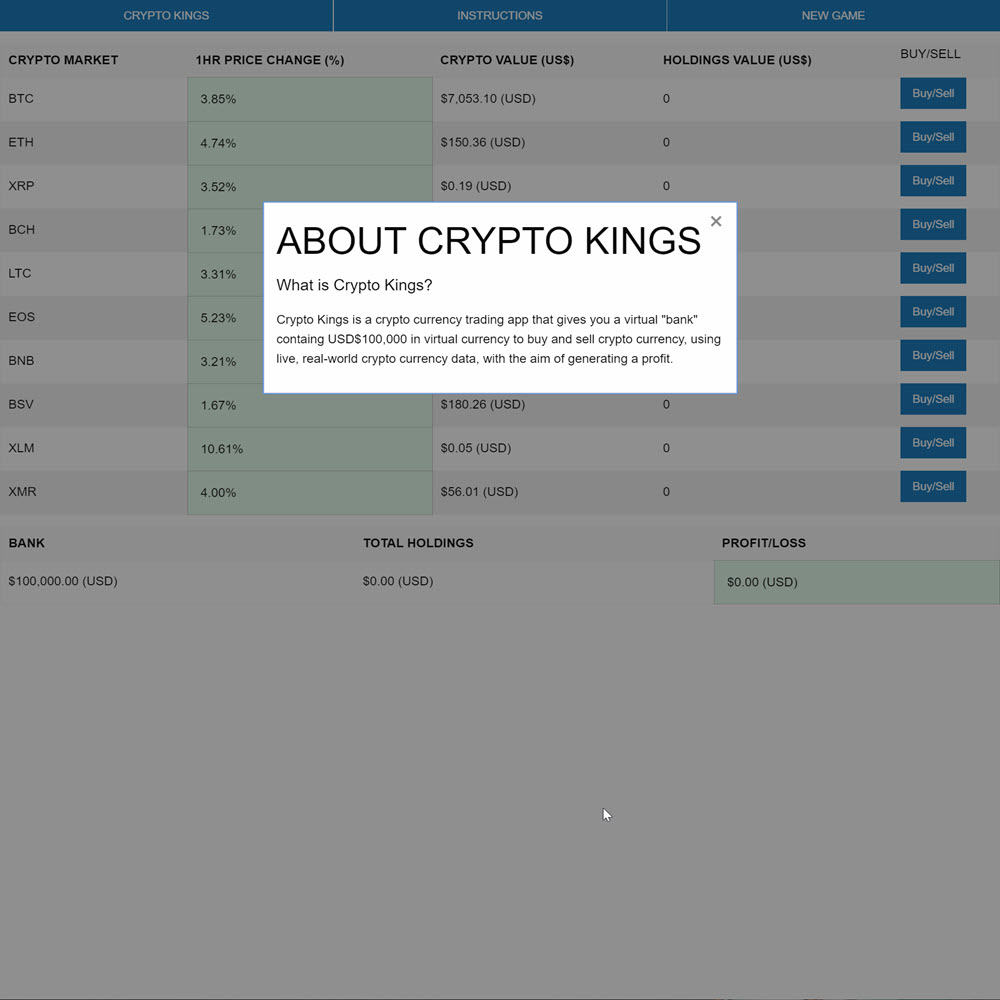 CRYPTO KINGS INSTRUCTIONS NEW GAME
CRYPTO MARKET 1HR PRICE CHANGE (%) CRYPTO VALUE (US$) HOLDINGS VALUE (US$) BUY/SELL
BTC 3.85% $7,053.10 (USD) 0 Buy/Sell
ETH 4.74% $150.36 (USD) 0 Buy/Sell
XRP 3.52% $0.19 (USD) 0 Buy/Sell
BCH 1.73% Buy/Sell
LTC 3.31% Buy/Sell
EOS 5.23% Buy/Sell
BNB 3.21% Buy/Sell
BSV 1.67% $180.26 (USD) 0 Buy/Sell
XLM 10.61% $0.05 (USD) 0 Buy/Sell
XMR 4.00% $56.01 (USD) 0 Buy/Sell
BANK TOTAL HOLDINGS PROFIT/LOSS
$100,000.00 (USD) $0.00 (USD) $0.00 (USD)
×
ABOUT CRYPTO KINGS
What is Crypto Kings?
Crypto Kings is a crypto currency trading app that gives you a virtual "bank"
containg USD$100,000 in virtual currency to buy and sell crypto currency, using
live, real-world crypto currency data, with the aim of generating a profit.